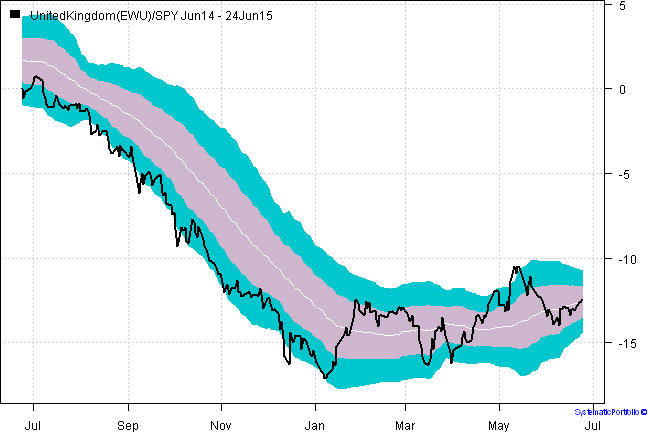 UnitedKingdom(EWU)/SPY Jun14 - 24Jun15
5
0
-5
-10
-15
Jul Sep Nov Jan Mar May Jul
SystematicPortfolio ©